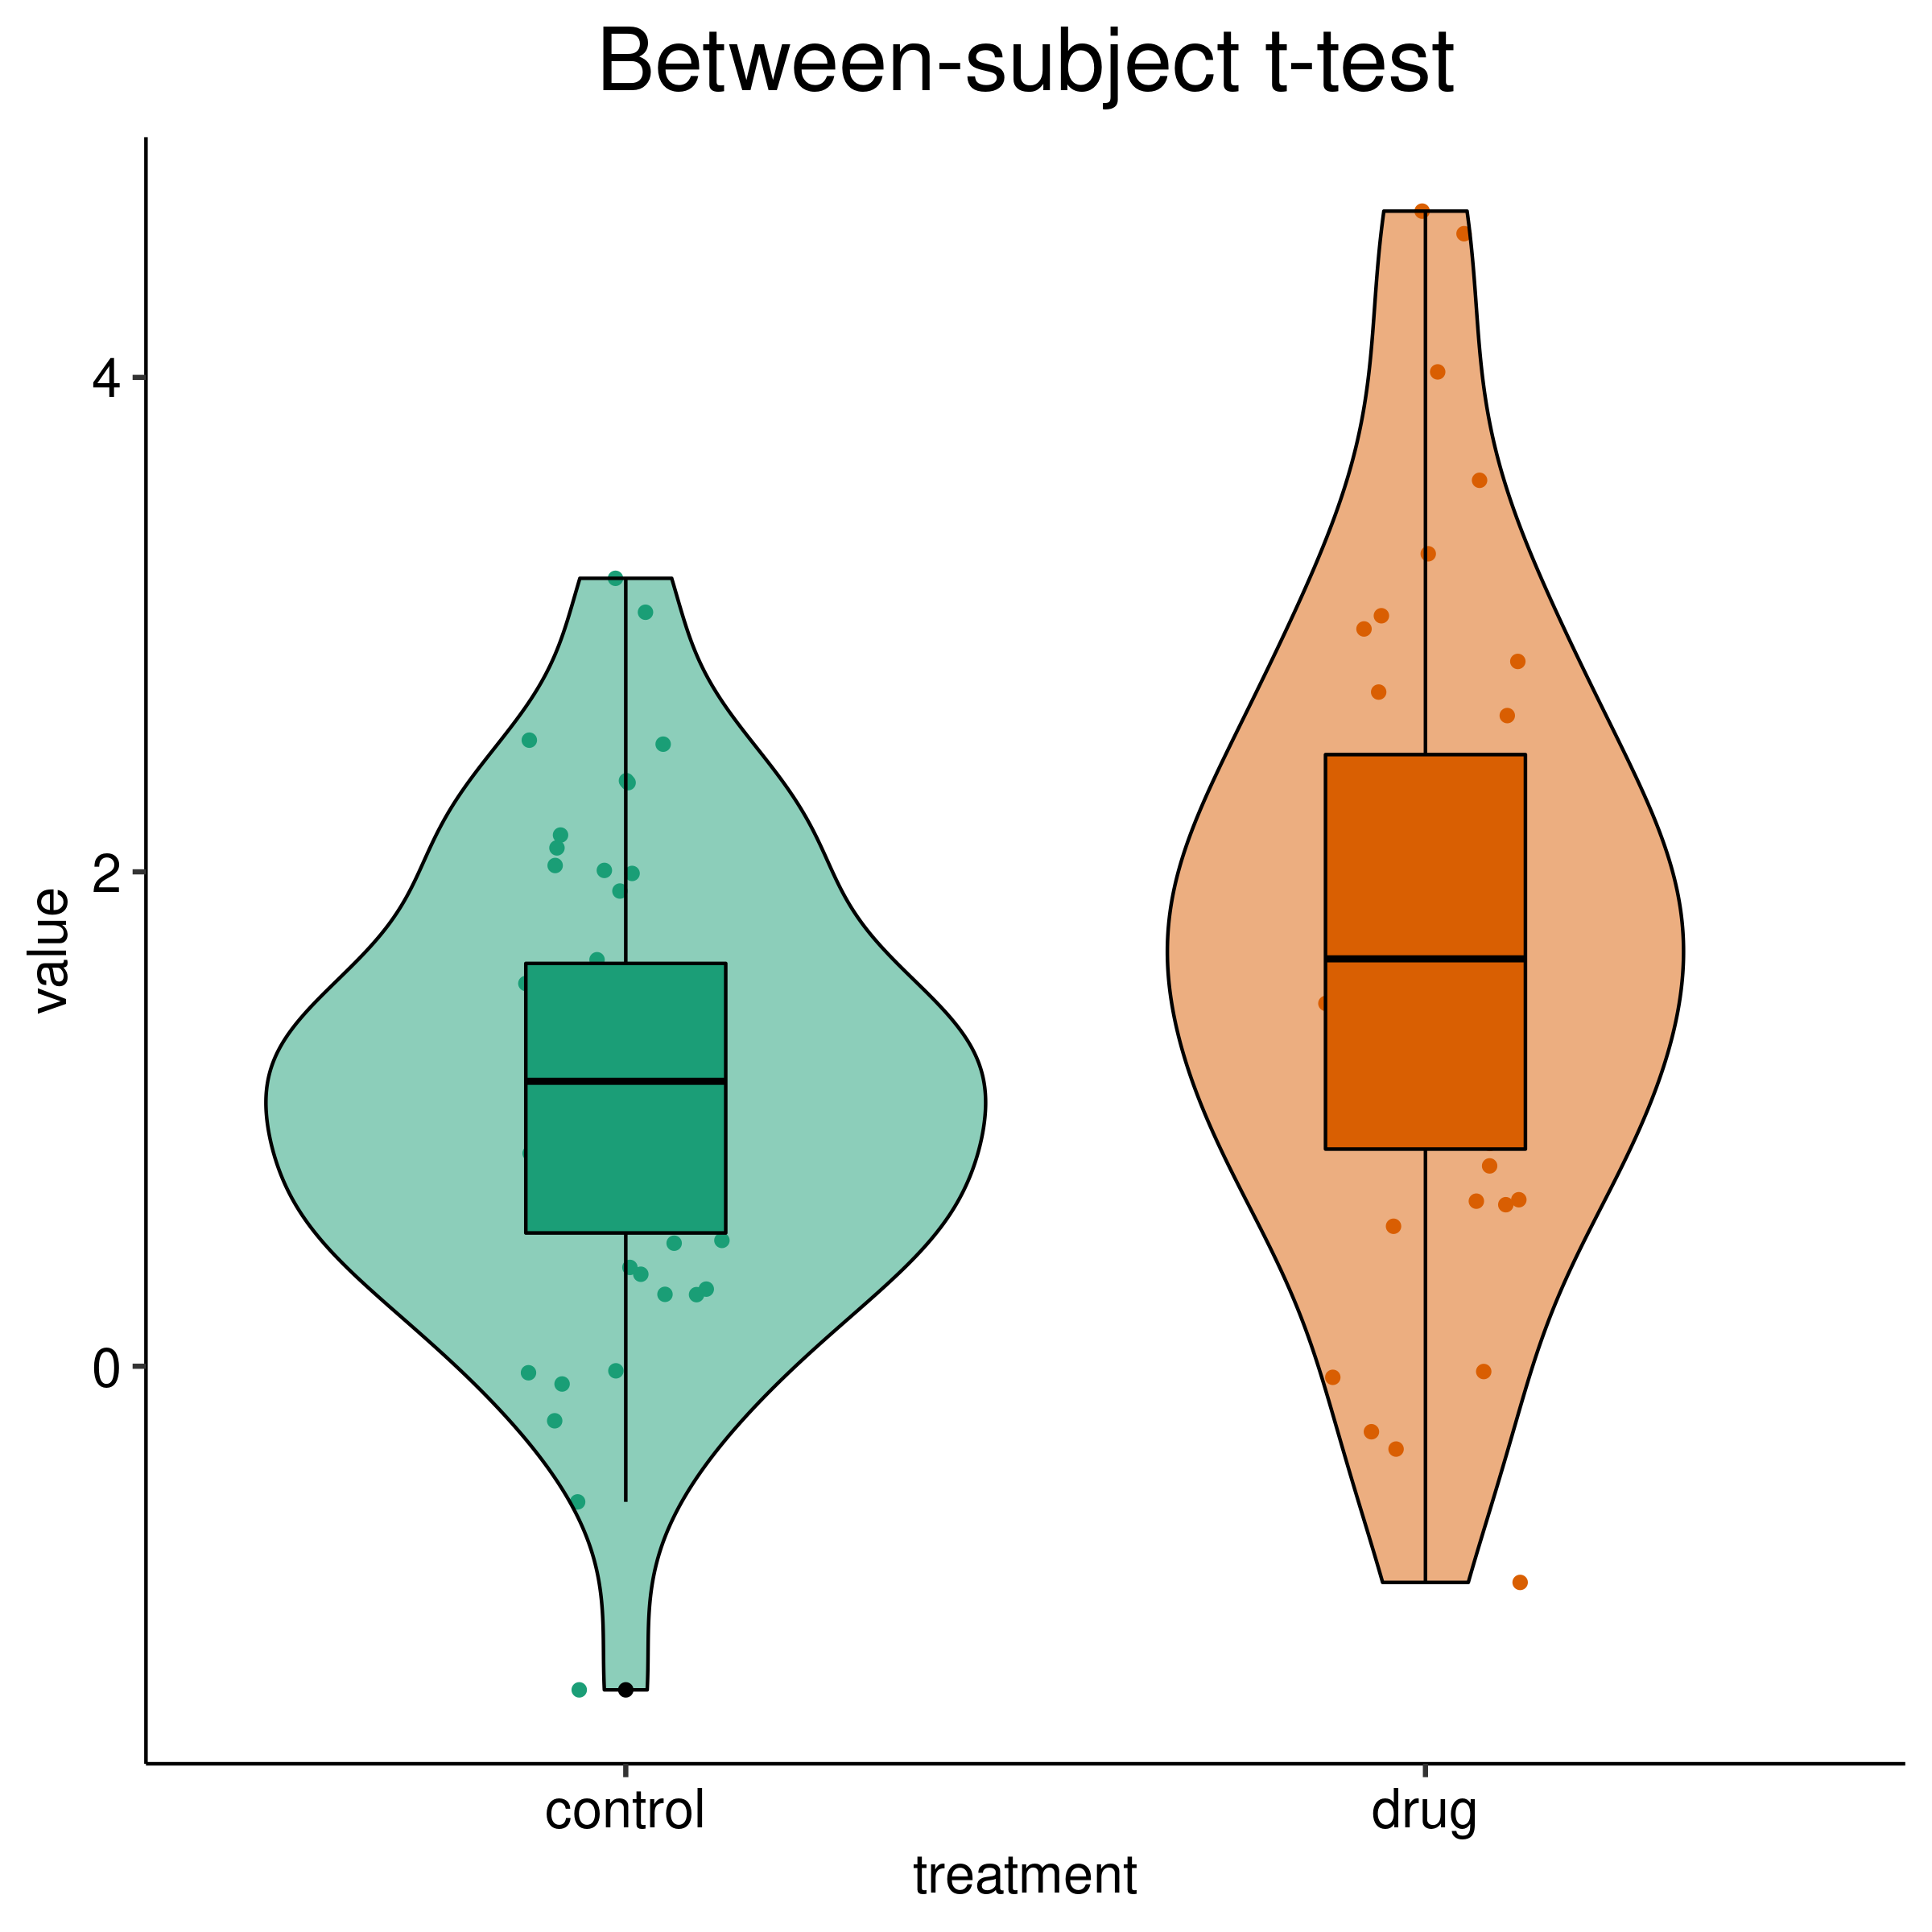 Between-subject t-test
value
4
2
0
control drug
treatment